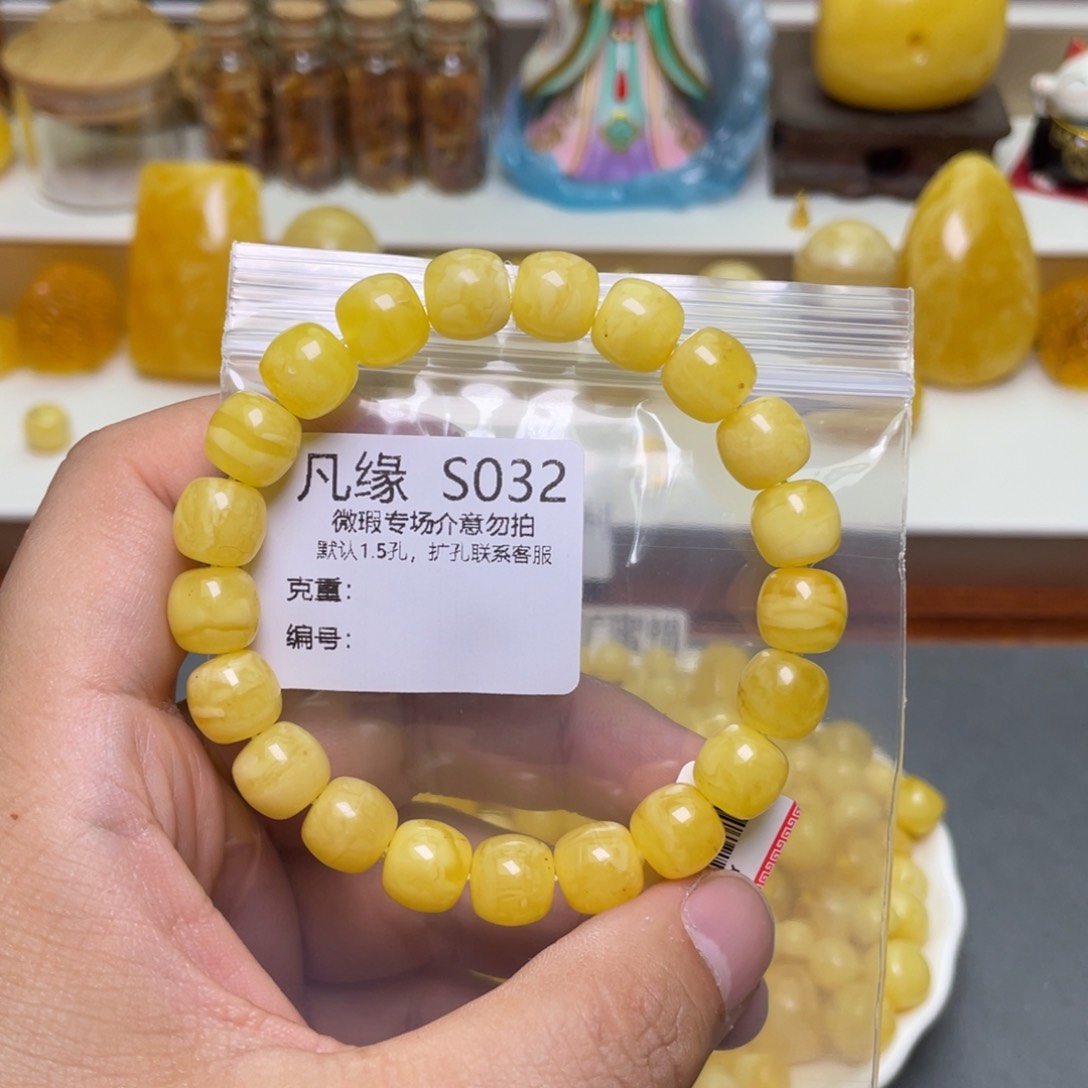 凡缘 S032
微瑕专场介意勿拍
默认1.5孔，扩孔联系客服
克重：
编号：